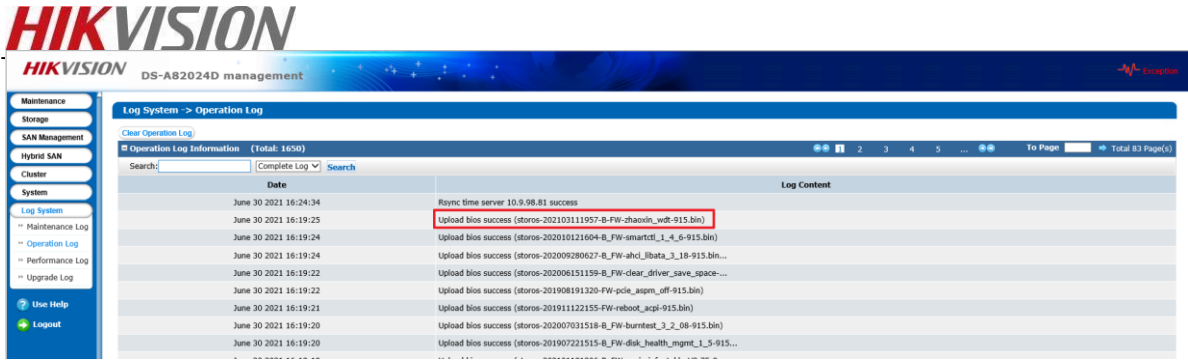 HIKVISION
HIKVISION DS-A82024D management Exception
Maintenance
Storage
SAN Management
Hybrid SAN
Cluster
System
Log System
Maintenance Log
Operation Log
Performance Log
Upgrade Log
Use Help
Logout
Log System -> Operation Log
Clear Operation Log
Operation Log Information (Total: 1650) 1 2 3 4 5 ... To Page Total 83 Page(s)
Search: Complete Log Search
Date Log Content
June 30 2021 16:24:34 Rsync time server 10.9.98.81 success
June 30 2021 16:19:25 Upload bios success (storos-202103111957-B-FW-zhaoxin_wdt-915.bin)
June 30 2021 16:19:24 Upload bios success (storos-202010121604-B_FW-smartctl_1_4_6-915.bin)
June 30 2021 16:19:24 Upload bios success (storos-202009280627-B_FW-ahci_libata_3_18-915.bin...
June 30 2021 16:19:22 Upload bios success (storos-202006151159-B_FW-clear_driver_save_space-...
June 30 2021 16:19:22 Upload bios success (storos-201908191320-FW-pcie_aspm_off-915.bin)
June 30 2021 16:19:21 Upload bios success (storos-201911122155-FW-reboot_acpi-915.bin)
June 30 2021 16:19:20 Upload bios success (storos-202007031518-B_FW-burntest_3_2_08-915.bin)
June 30 2021 16:19:20 Upload bios success (storos-201907221515-B_FW-disk_health_mgmt_1_5-915...